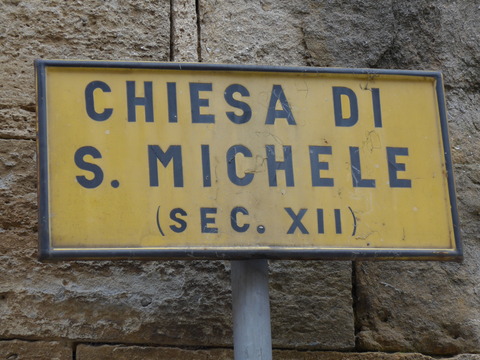 CHIESA DI
S. MICHELE
(SEC. XII)